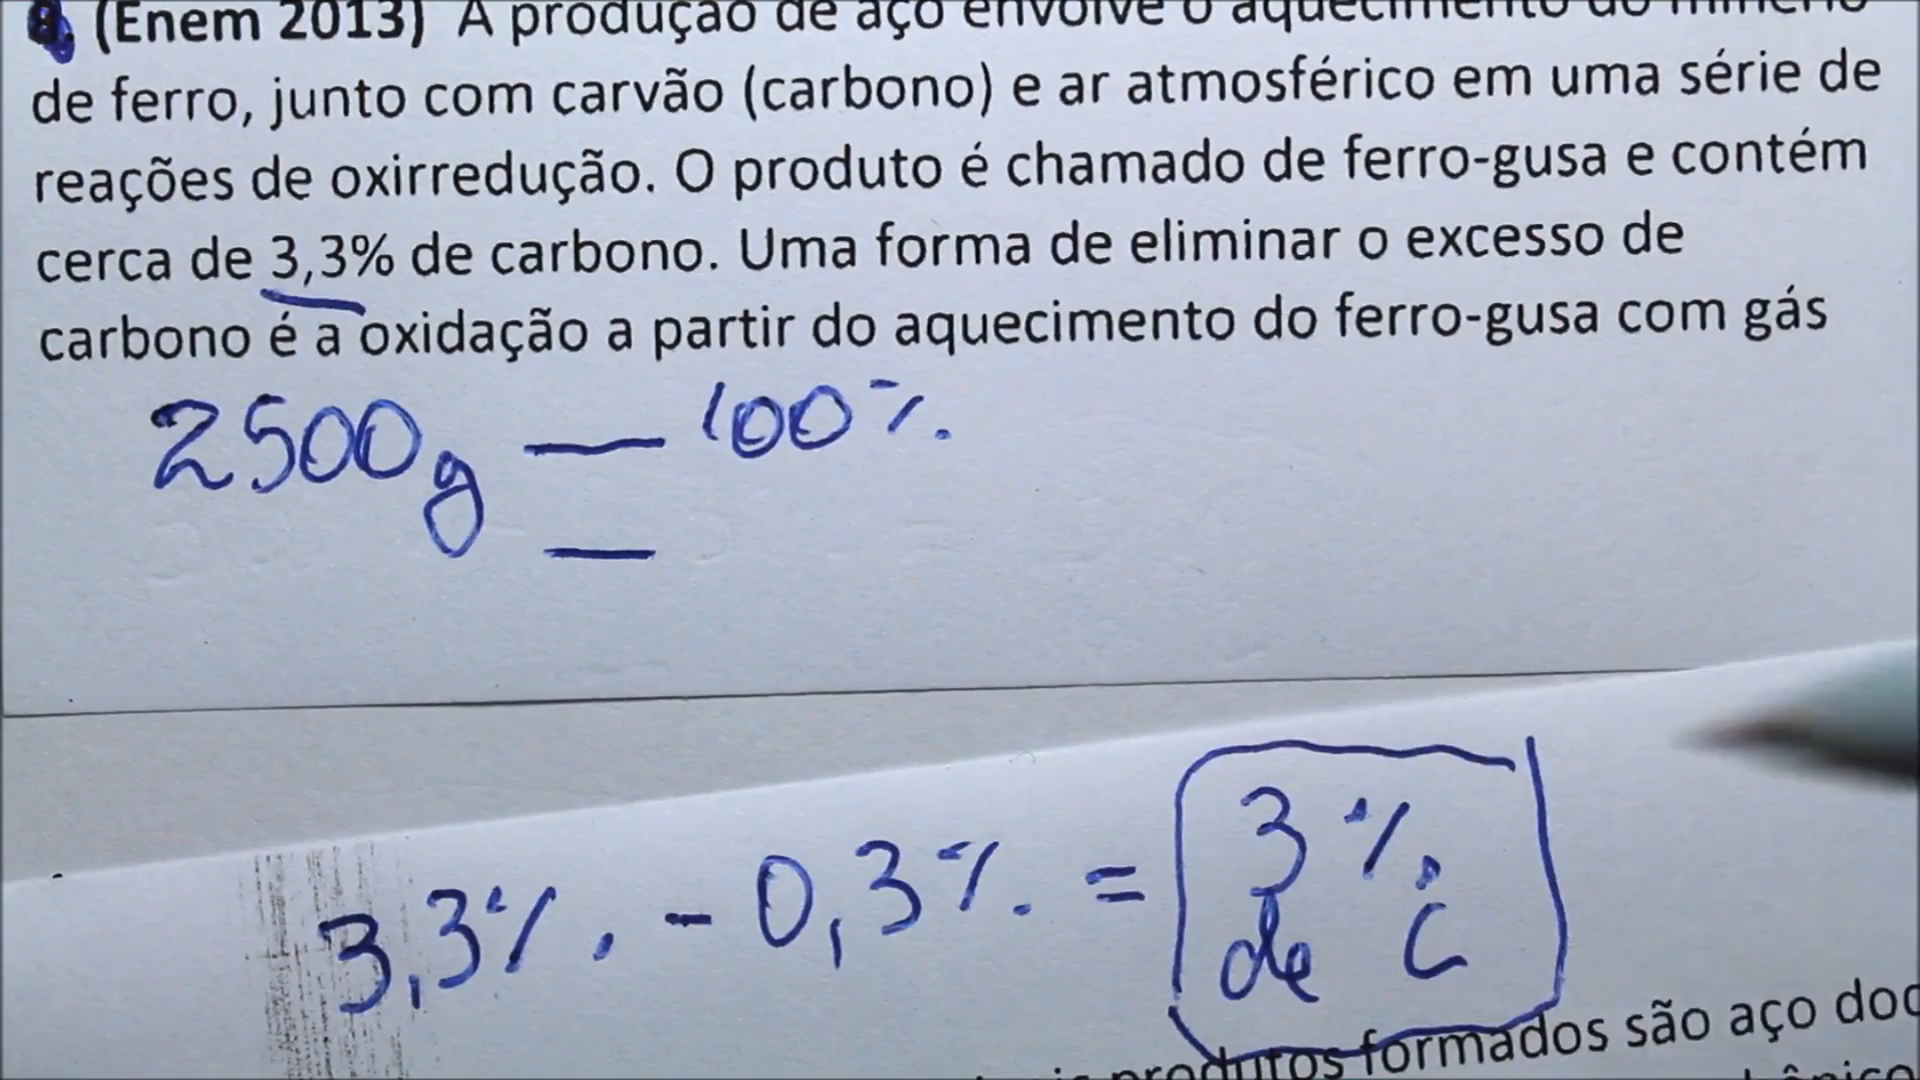 8. (Enem 2013) A produção de aço envolve o aquecimento do minério
de ferro, junto com carvão (carbono) e ar atmosférico em uma série de
reações de oxirredução. O produto é chamado de ferro-gusa e contém
cerca de 3,3% de carbono. Uma forma de eliminar o excesso de
carbono é a oxidação a partir do aquecimento do ferro-gusa com gás
2500g — 100%
—
3,3% - 0,3% = 3%
de C
produtos formados são aço doc